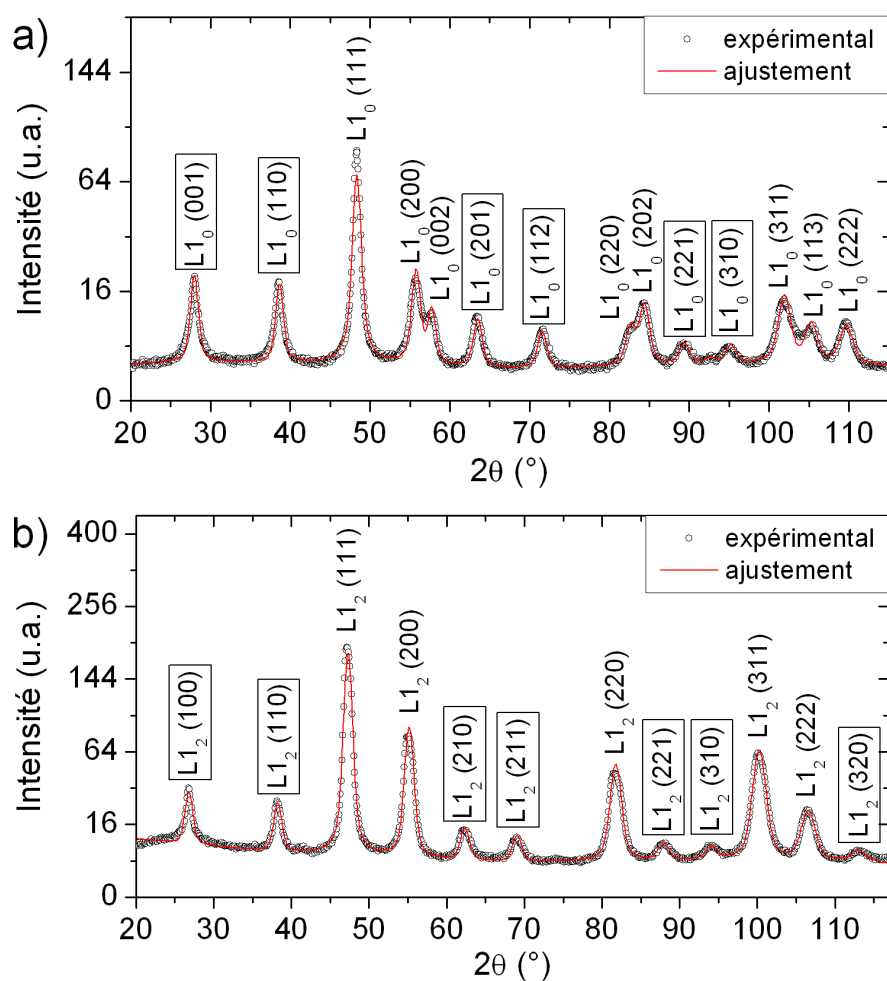 a)
Intensité (u.a.)
144
64
16
0
expérimental
ajustement
L1₀ (001)
L1₀ (110)
L1₀ (111)
L1₀ (200)
L1₀ (002)
L1₀ (201)
L1₀ (112)
L1₀ (220)
L1₀ (202)
L1₀ (221)
L1₀ (310)
L1₀ (311)
L1₀ (113)
L1₀ (222)
20 30 40 50 60 70 80 90 100 110
2θ (°)
b)
Intensité (u.a.)
400
256
144
64
16
0
expérimental
ajustement
L1₂ (100)
L1₂ (110)
L1₂ (111)
L1₂ (200)
L1₂ (210)
L1₂ (211)
L1₂ (220)
L1₂ (221)
L1₂ (310)
L1₂ (311)
L1₂ (222)
L1₂ (320)
20 30 40 50 60 70 80 90 100 110
2θ (°)